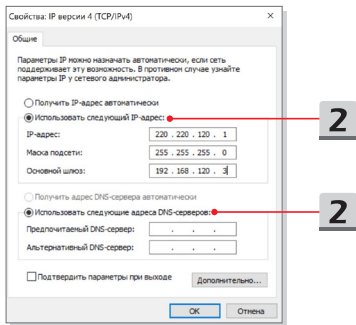 Свойства: IP версии 4 (TCP/IPv4)
Общие
Параметры IP можно назначать автоматически, если сеть
поддерживает эту возможность. В противном случае узнайте
параметры IP у сетевого администратора.
Получить IP-адрес автоматически
Использовать следующий IP-адрес:
2
IP-адрес: 220 . 220 . 120 . 1
Маска подсети: 255 . 255 . 255 . 0
Основной шлюз: 192 . 168 . 120 . 3
Получить адрес DNS-сервера автоматически
Использовать следующие адреса DNS-серверов:
2
Предпочитаемый DNS-сервер: . . .
Альтернативный DNS-сервер: . . .
Подтвердить параметры при выходе
Дополнительно...
ОК Отмена